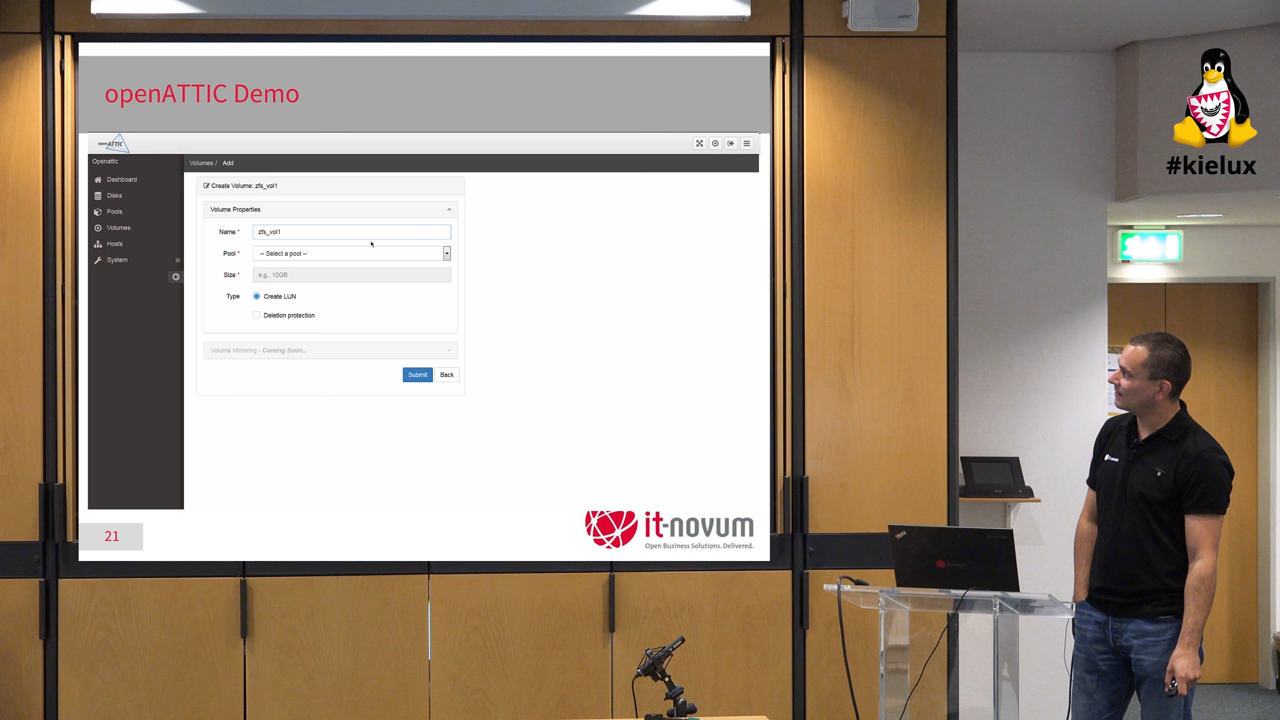 openATTIC Demo
openATTIC
Openattic
Volumes / Add
Dashboard
Disks
Pools
Volumes
Hosts
System
Create Volume: zfs_vol1
Volume Properties
Name * zfs_vol1
Pool * -- Select a pool --
Size * e.g., 10GB
Type Create LUN
Deletion protection
Volume Mirroring - Coming Soon...
Submit Back
21
it-novum
Open Business Solutions. Delivered.
#kielux
it-novum